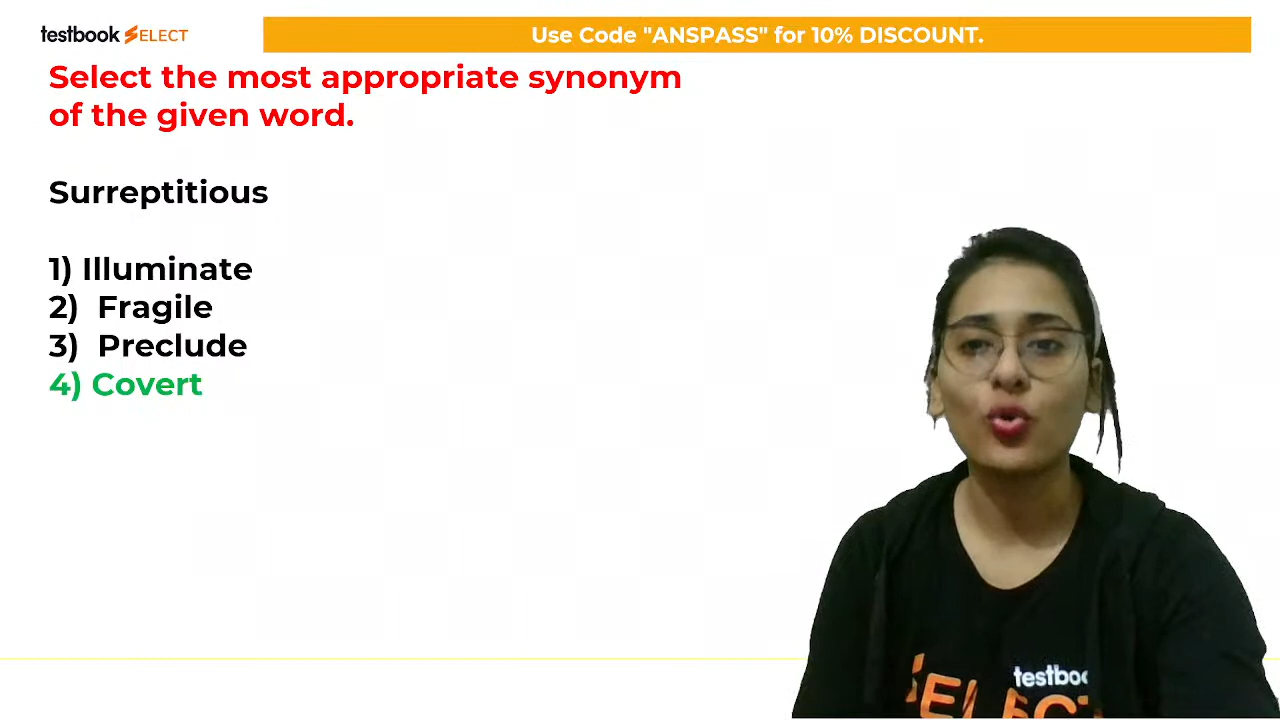 testbook SELECT
Use Code "ANSPASS" for 10% DISCOUNT.
Select the most appropriate synonym
of the given word.
Surreptitious
1) Illuminate
2) Fragile
3) Preclude
4) Covert
testboo
SELECT